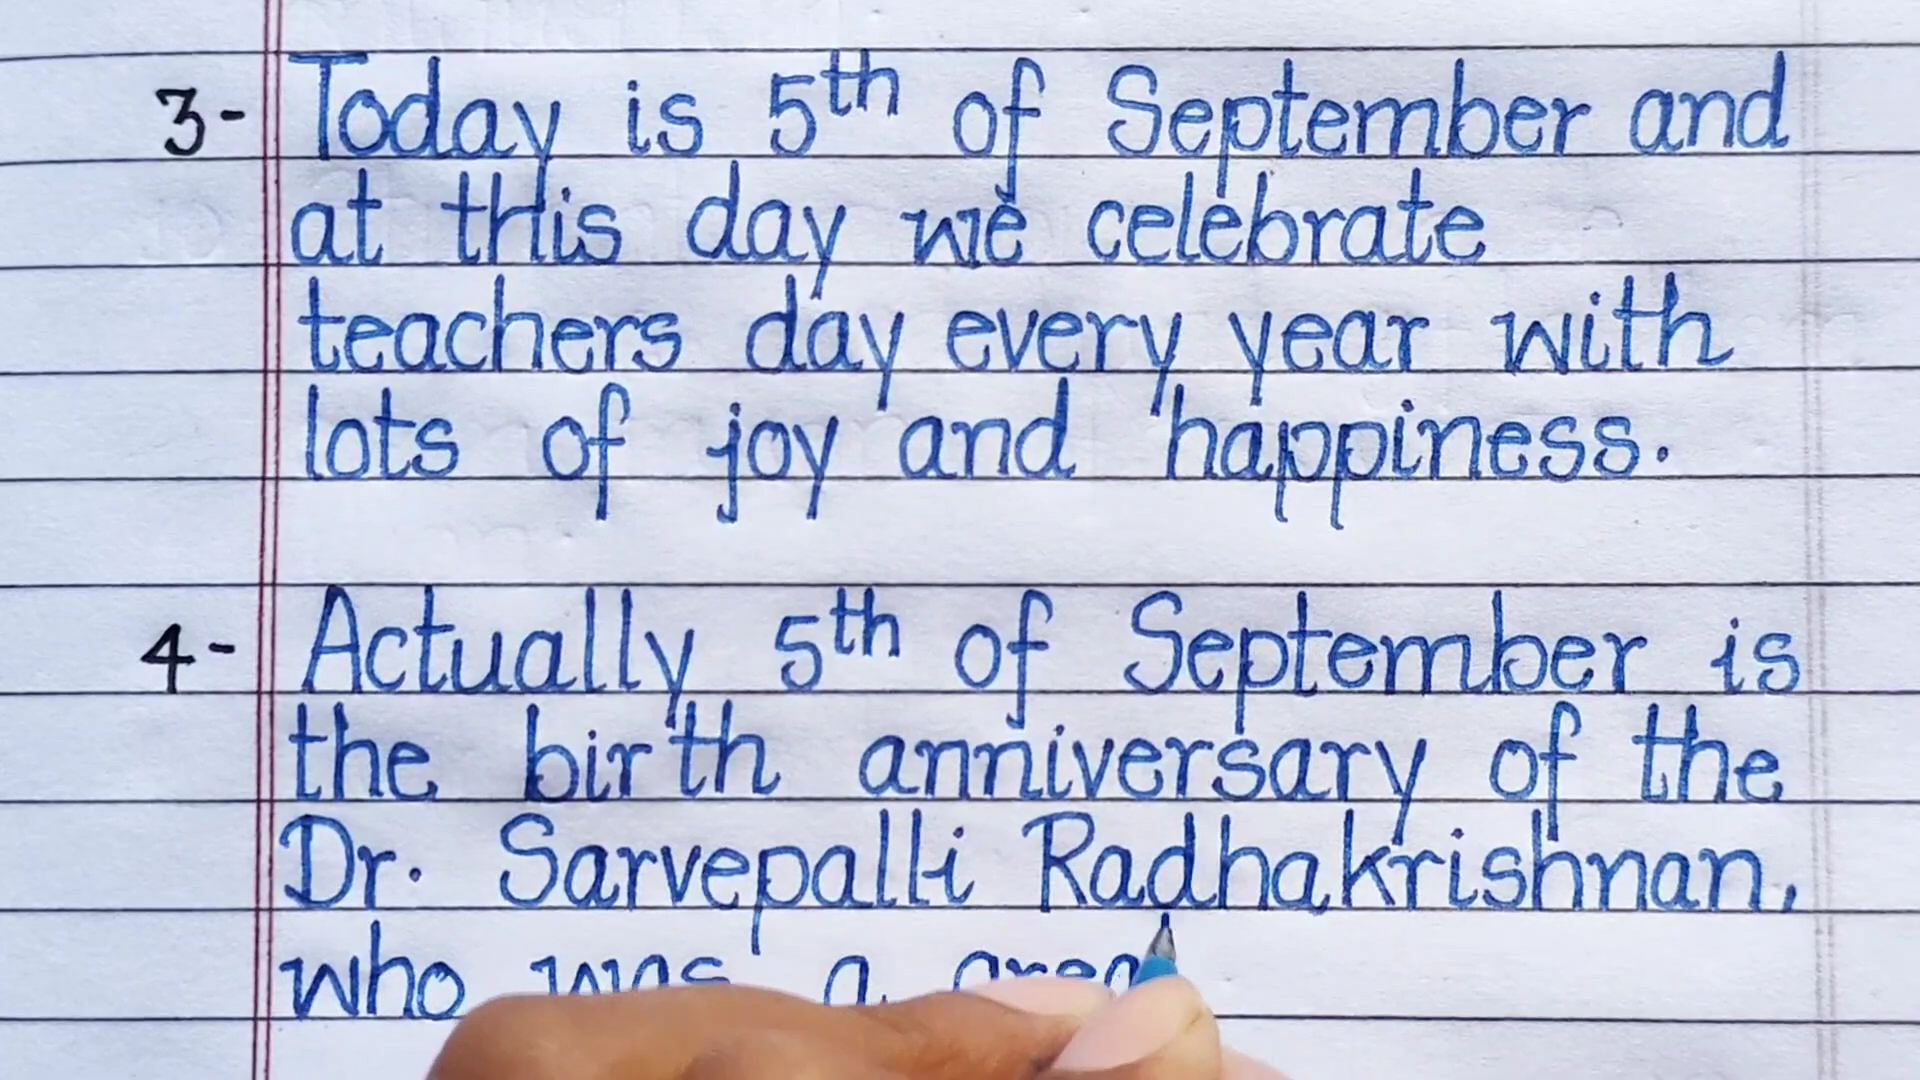 3- Today is 5th of September and
at this day we celebrate
teachers day every year with
lots of joy and happiness.
4- Actually 5th of September is
the birth anniversary of the
Dr. Sarvepalli Radhakrishnan,
who was a